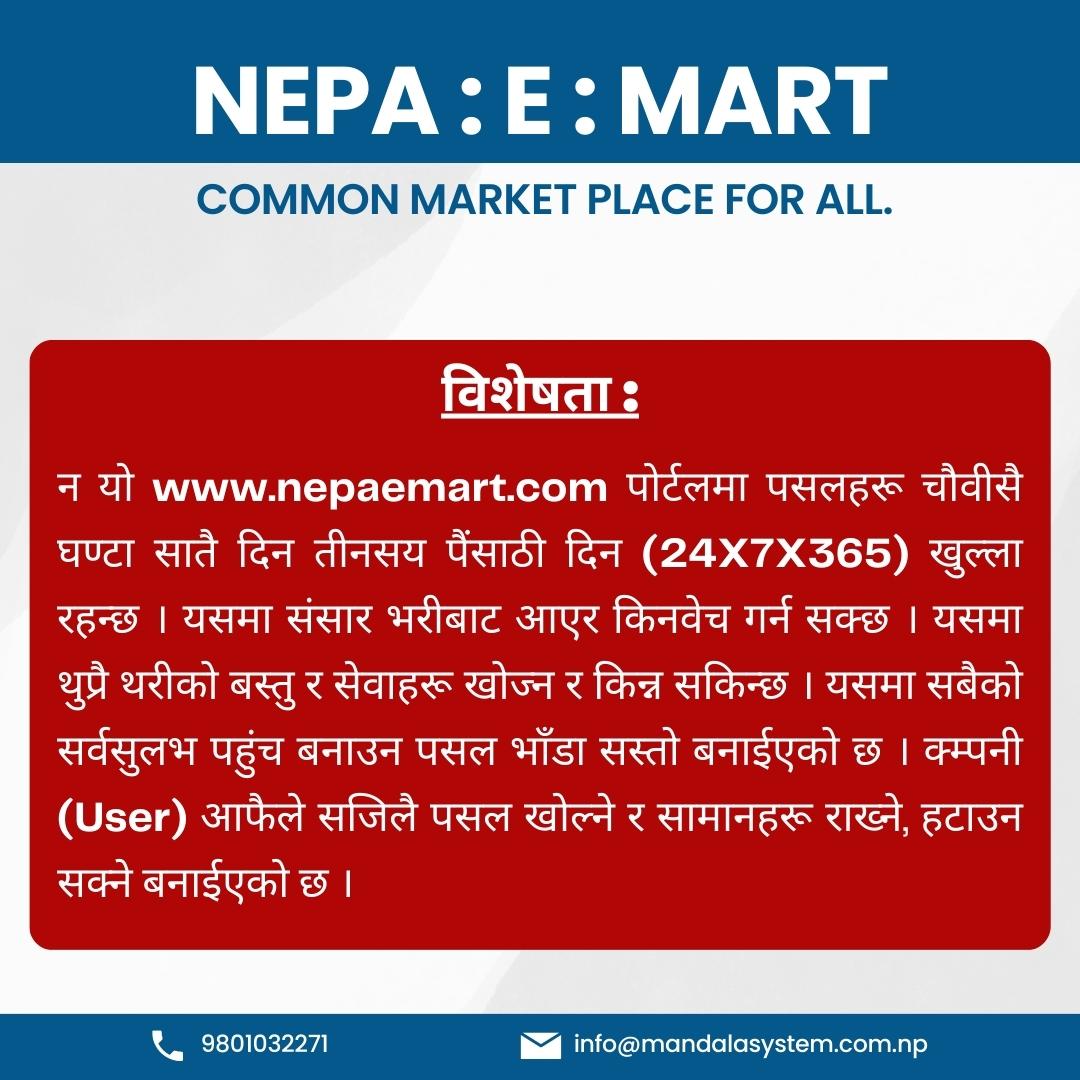 NEPA : E : MART
COMMON MARKET PLACE FOR ALL.
विशेषता :
न यो www.nepaemart.com पोर्टलमा पसलहरू चौवीसै
घण्टा सातै दिन तीनसय पैंसाठी दिन (24X7X365) खुल्ला
रहन्छ । यसमा संसार भरीबाट आएर किनवेच गर्न सक्छ । यसमा
थुप्रै थरीको बस्तु र सेवाहरू खोज्न र किन्न सकिन्छ । यसमा सबैको
सर्वसुलभ पहुंच बनाउन पसल भाँडा सस्तो बनाईएको छ । क्म्पनी
(User) आफैले सजिलै पसल खोल्ने र सामानहरू राख्ने, हटाउन
सक्ने बनाईएको छ ।
9801032271
info@mandalasystem.com.np